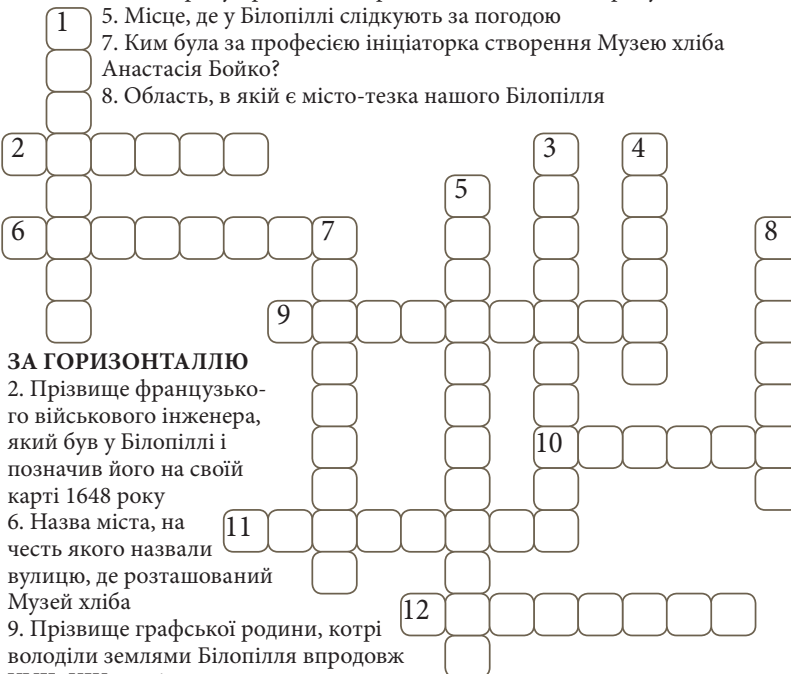 5. Місце, де у Білопіллі слідкують за погодою
7. Ким була за професією ініціаторка створення Музею хліба
Анастасія Бойко?
8. Область, в якій є місто-тезка нашого Білопілля
1
2
3
4
5
6
7
8
9
10
11
12
ЗА ГОРИЗОНТАЛЛЮ
2. Прізвище французько-
го військового інженера,
який був у Білопіллі і
позначив його на своїй
карті 1648 року
6. Назва міста, на
честь якого назвали
вулицю, де розташований
Музей хліба
9. Прізвище графської родини, котрі
володіли землями Білопілля впродовж